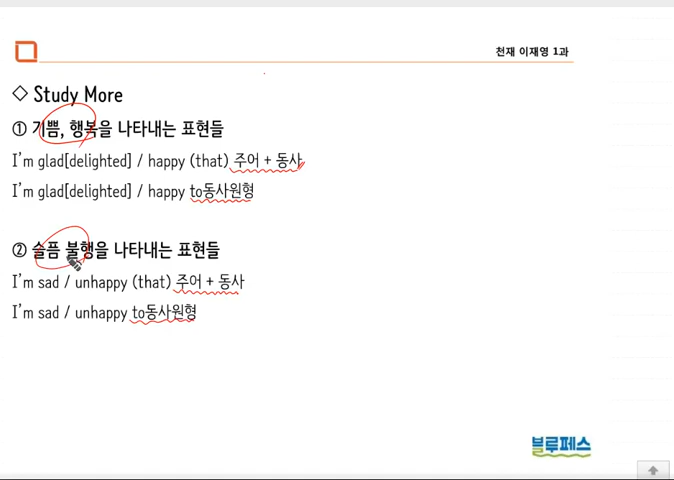 천재 이재영 1과
◇ Study More
① 기쁨, 행복을 나타내는 표현들
I'm glad[delighted] / happy (that) 주어 + 동사
I'm glad[delighted] / happy to동사원형
② 슬픔 불행을 나타내는 표현들
I'm sad / unhappy (that) 주어 + 동사
I'm sad / unhappy to동사원형
블루페스